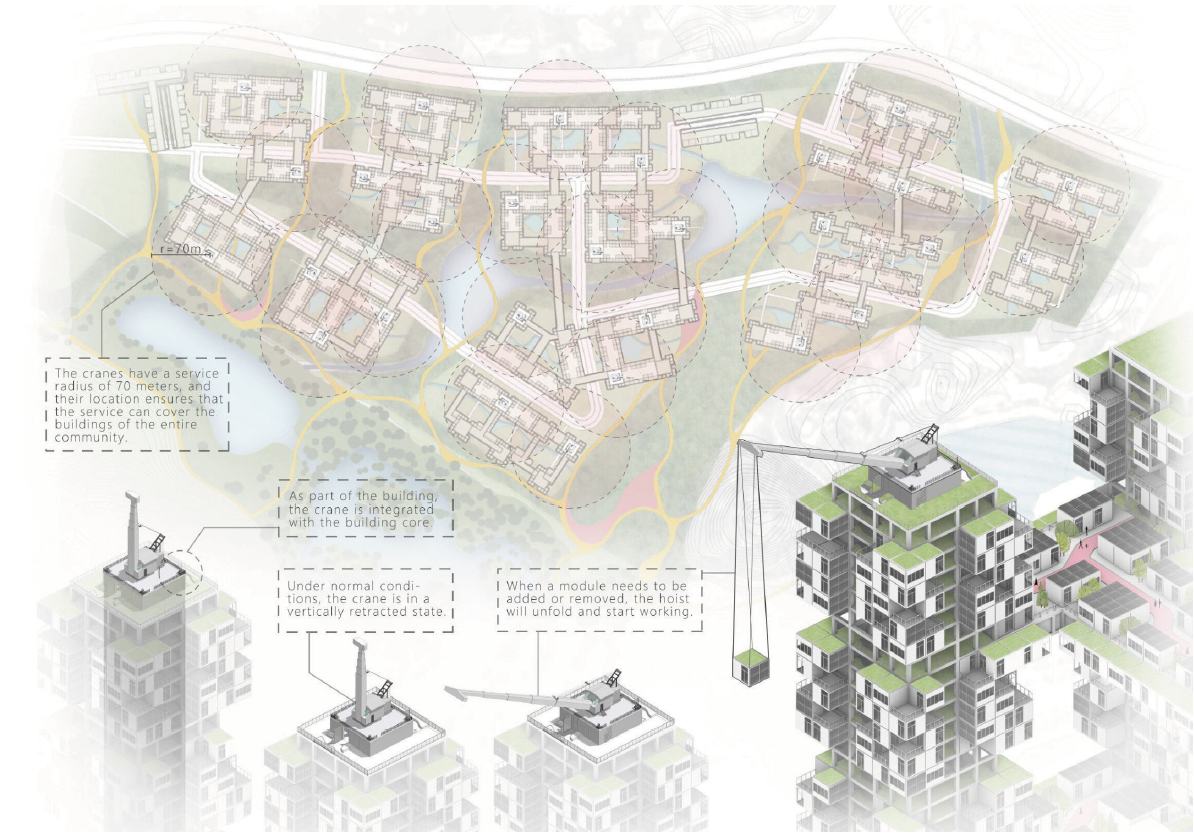 r=70m
The cranes have a service
radius of 70 meters, and
their location ensures that
the service can cover the
buildings of the entire
community.
As part of the building,
the crane is integrated
with the building core.
Under normal condi-
tions, the crane is in a
vertically retracted state.
When a module needs to be
added or removed, the hoist
will unfold and start working.